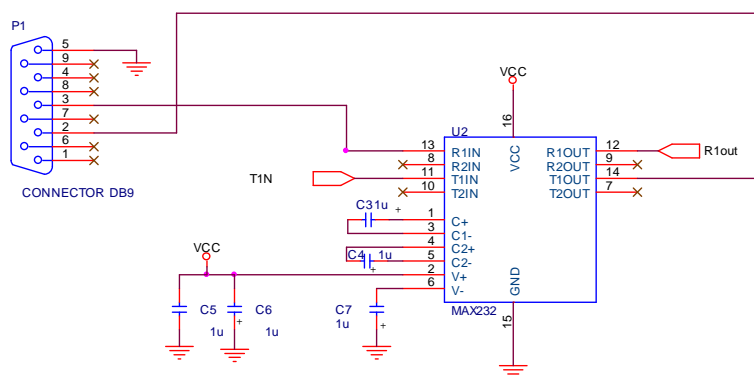 P1
5
9
4
8
3
7
2
6
1
CONNECTOR DB9
VCC
16
U2
13 R1IN VCC R1OUT 12
8 R2IN R2OUT 9
11 T1IN T1OUT 14
10 T2IN T2OUT 7
T1N
R1out
1 C+
3 C1-
4 C2+
5 C2-
2 V+
6 V-
GND
15
MAX232
C3 1u +
C4 1u +
VCC
C5 1u
C6 1u +
C7 1u +